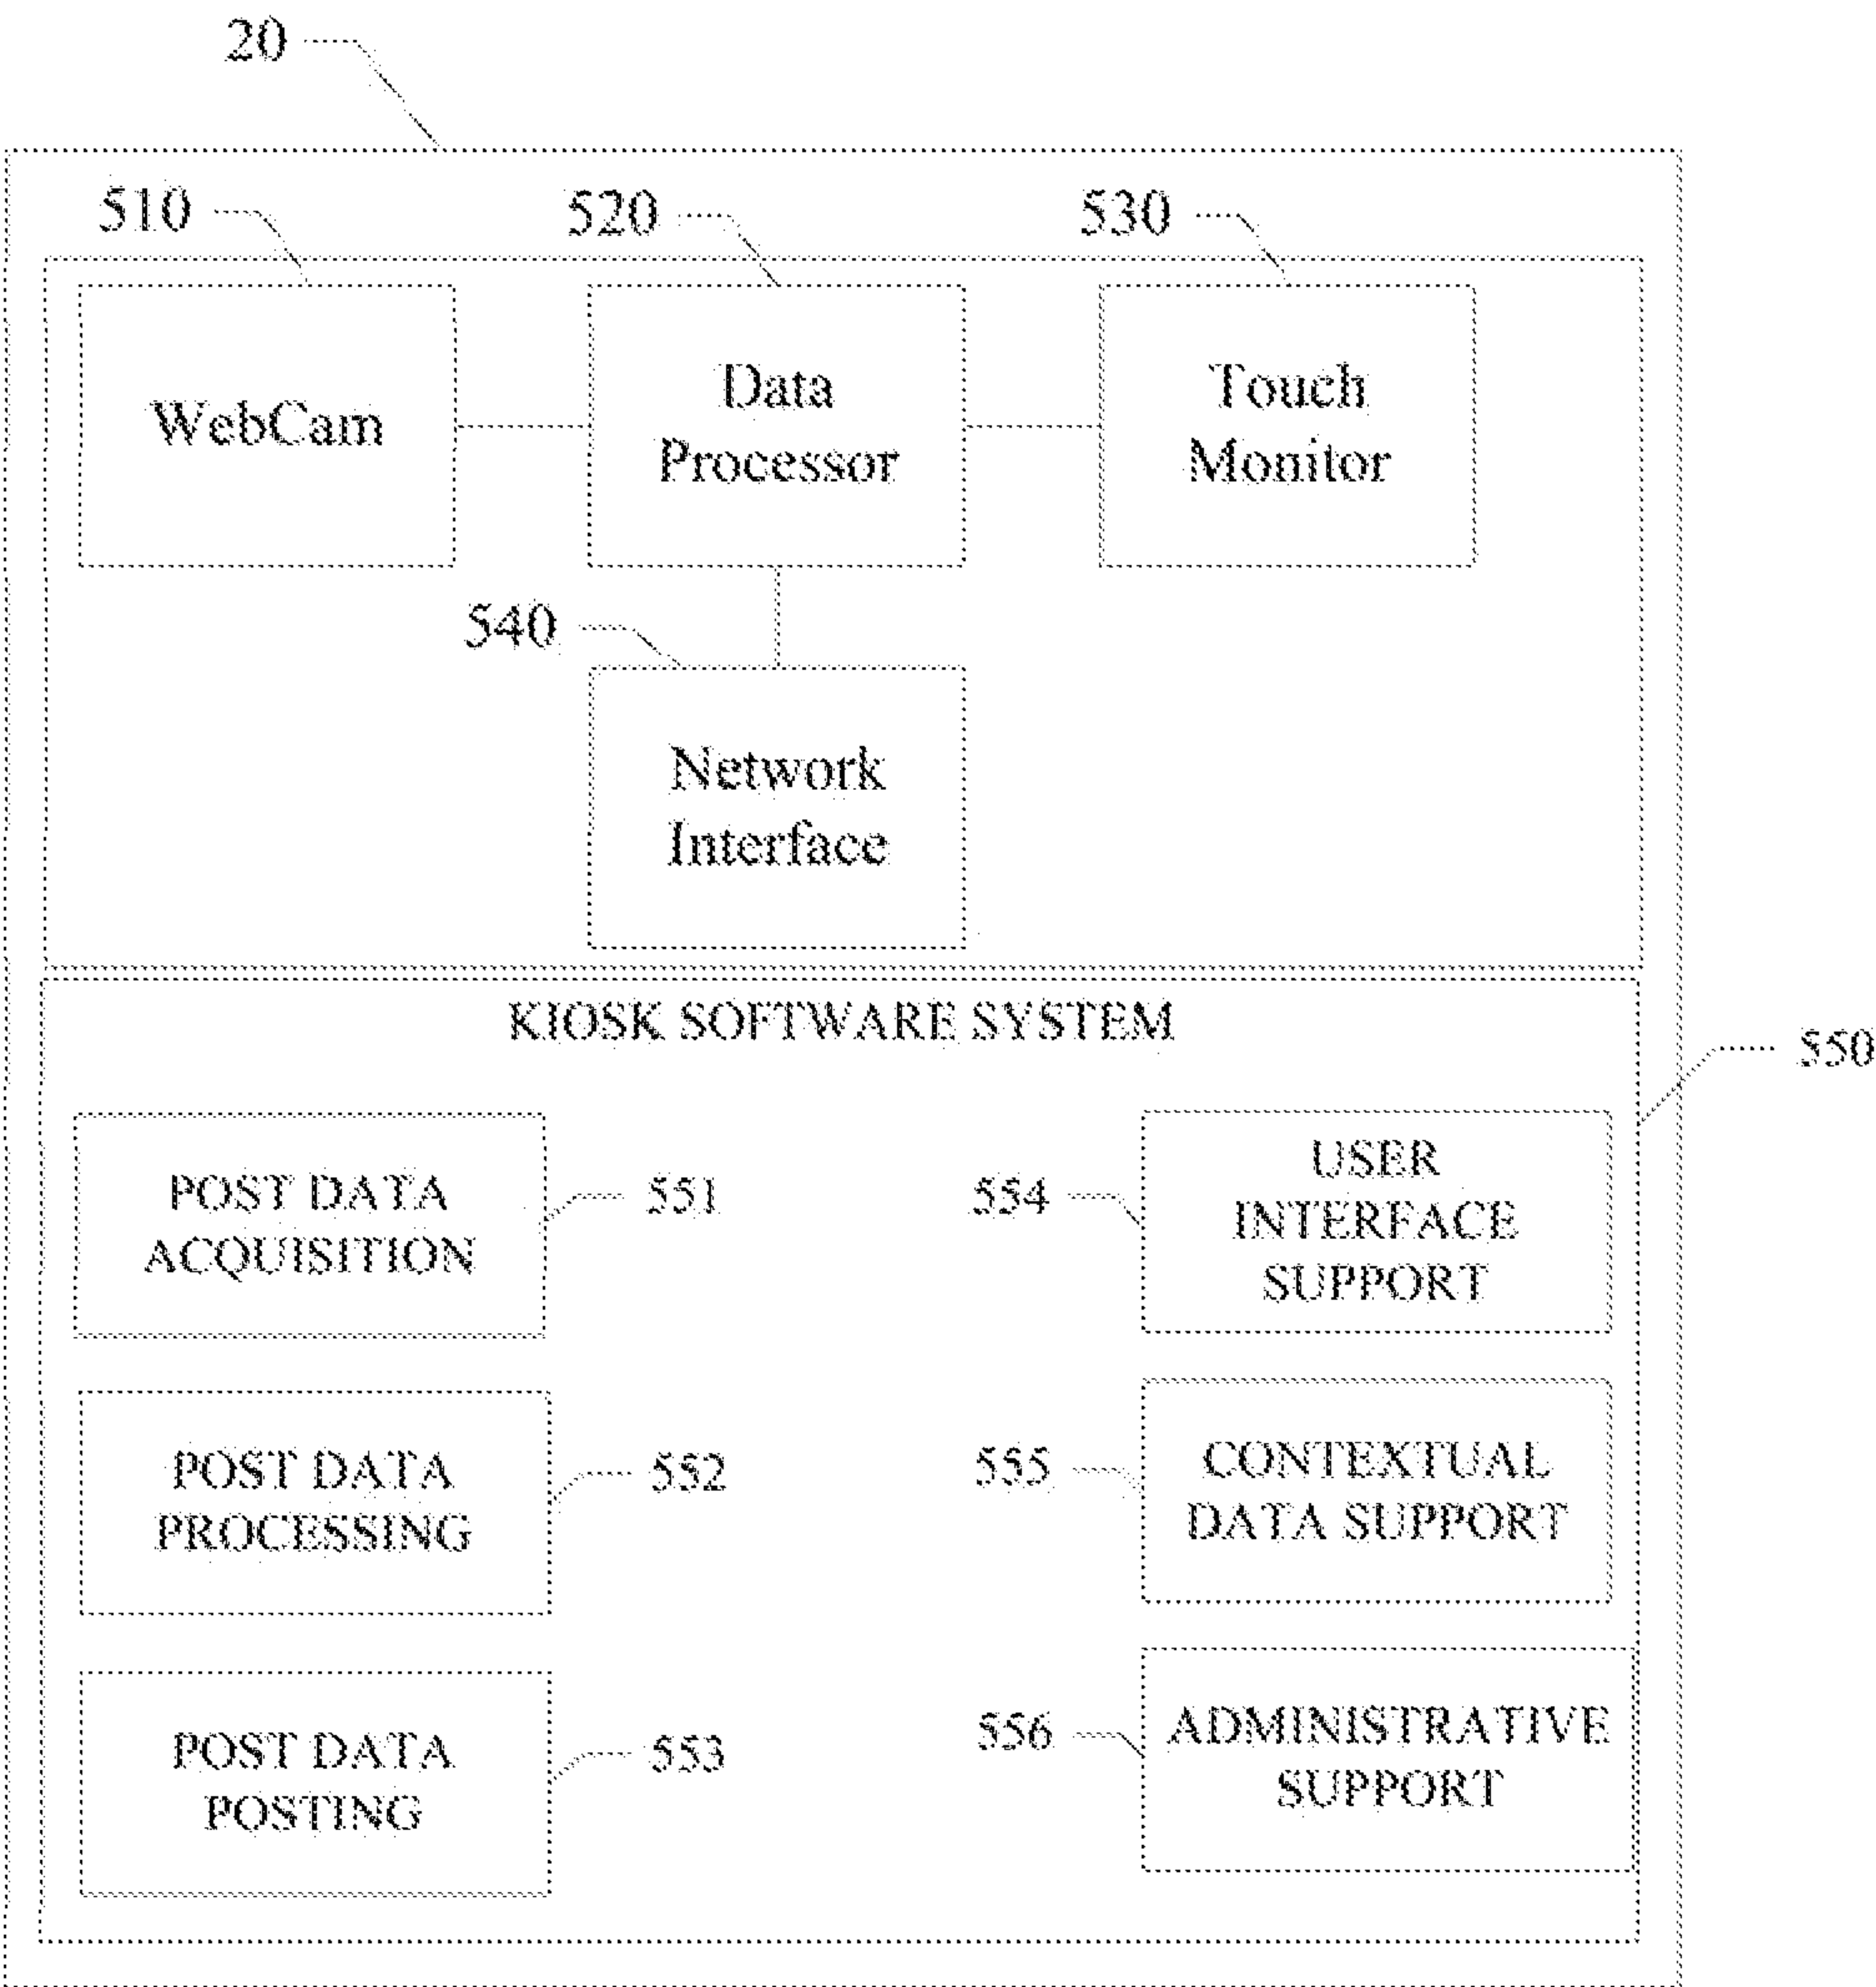 20
510
520
530
WebCam
Data
Processor
Touch
Monitor
540
Network
Interface
KIOSK SOFTWARE SYSTEM
550
POST DATA
ACQUISITION
551
554
USER
INTERFACE
SUPPORT
POST DATA
PROCESSING
552
555
CONTEXTUAL
DATA SUPPORT
POST DATA
POSTING
553
556
ADMINISTRATIVE
SUPPORT